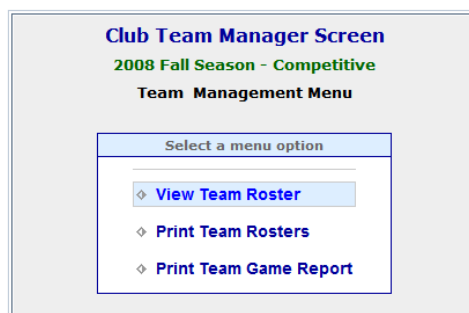 Club Team Manager Screen
2008 Fall Season - Competitive
Team Management Menu
Select a menu option
View Team Roster
Print Team Rosters
Print Team Game Report